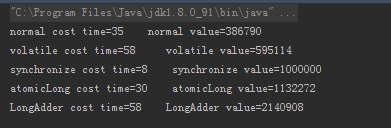 "C:\Program Files\Java\jdk1.8.0_91\bin\java" ...
normal cost time=35    normal value=386790
volatile cost time=58    volatile value=595114
synchronize cost time=8    synchronize value=1000000
atomicLong cost time=30    atomicLong value=1132272
LongAdder cost time=58    LongAdder value=2140908